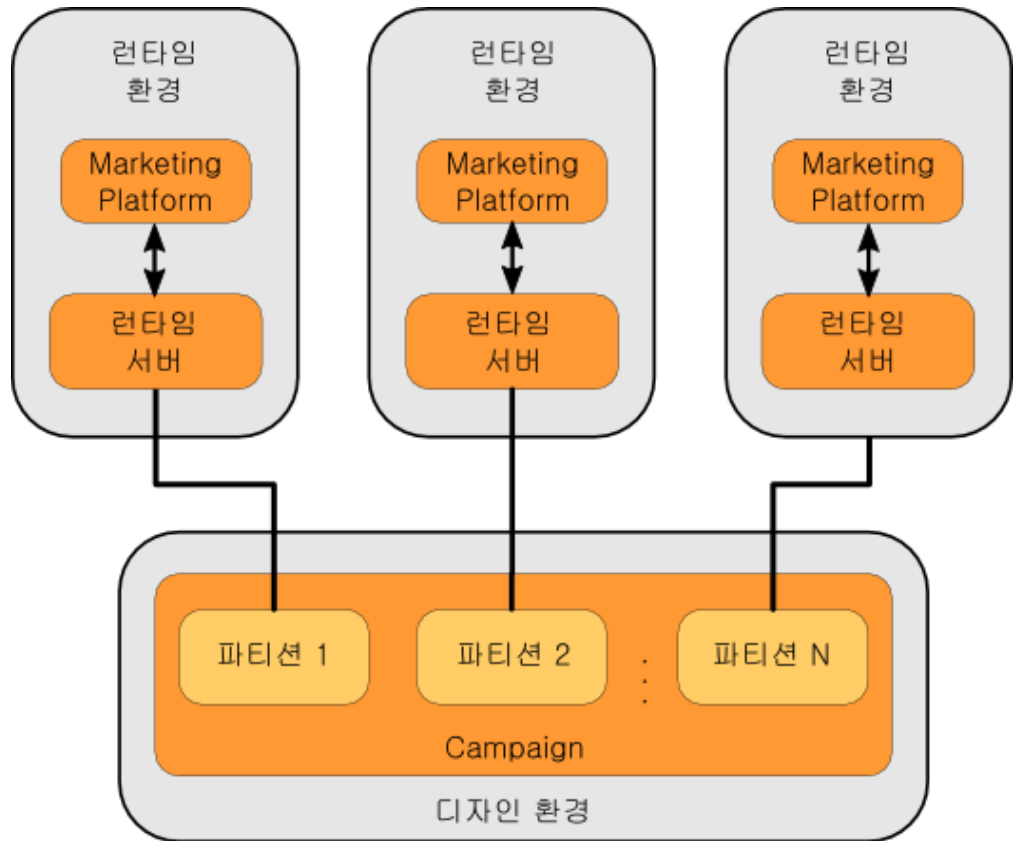 런타임
환경
Marketing
Platform
런타임
서버
런타임
환경
Marketing
Platform
런타임
서버
런타임
환경
Marketing
Platform
런타임
서버
파티션 1
파티션 2
파티션 N
Campaign
디자인 환경